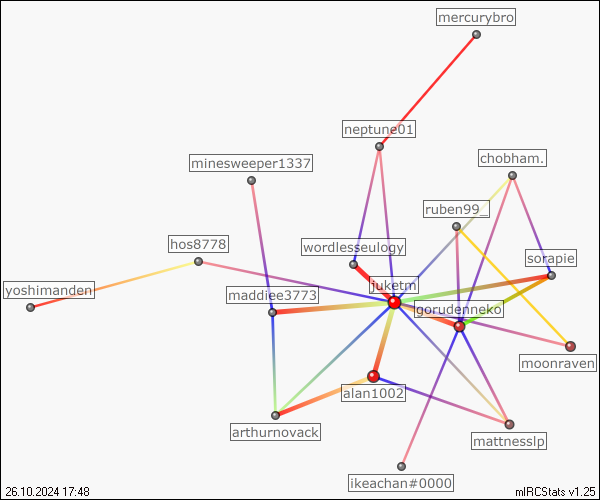 mercurybro
neptune01
minesweeper1337
chobham.
ruben99_
hos8778
wordlesseulogy
sorapie
yoshimanden
maddiee3773
juketm
gorudenneko
moonraven
alan1002
arthurnovack
mattnesslp
ikeachan#0000
26.10.2024 17:48
mIRCStats v1.25